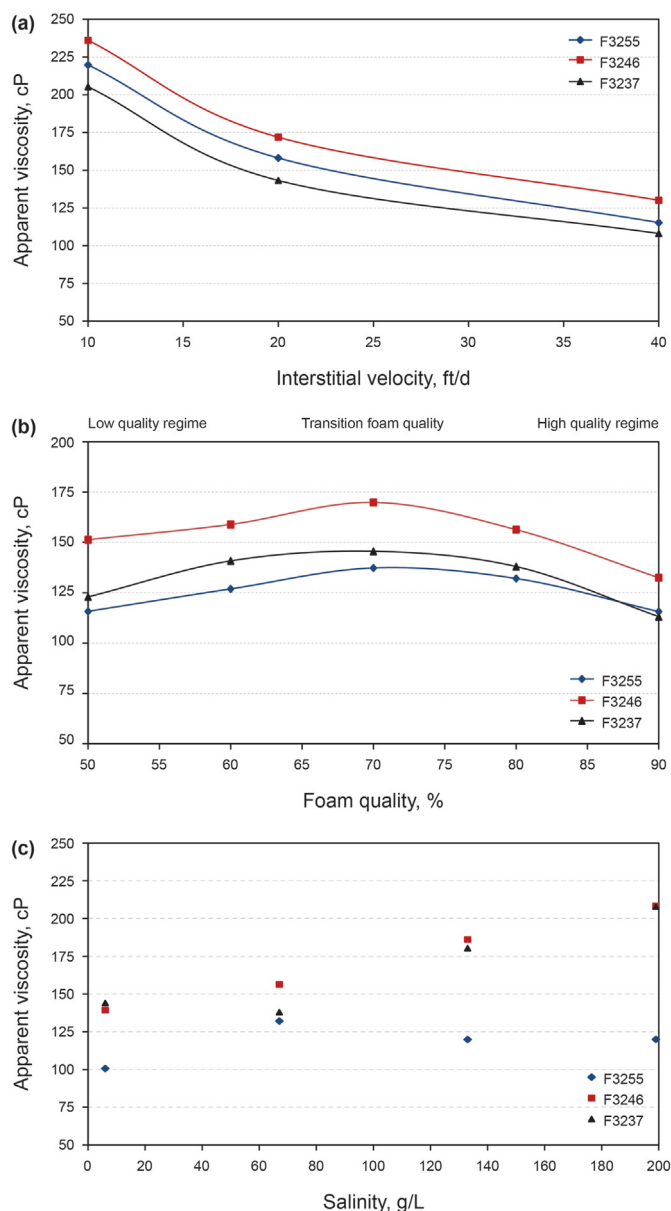 (a)
250
225
200
175
150
125
100
75
50
Apparent viscosity, cP
F3255
F3246
F3237
10
15
20
25
30
35
40
Interstitial velocity, ft/d
(b)
Low quality regime
Transition foam quality
High quality regime
200
175
150
125
100
75
50
Apparent viscosity, cP
F3255
F3246
F3237
50
55
60
65
70
75
80
85
90
Foam quality, %
(c)
250
225
200
175
150
125
100
75
50
Apparent viscosity, cP
F3255
F3246
F3237
0
20
40
60
80
100
120
140
160
180
200
Salinity, g/L